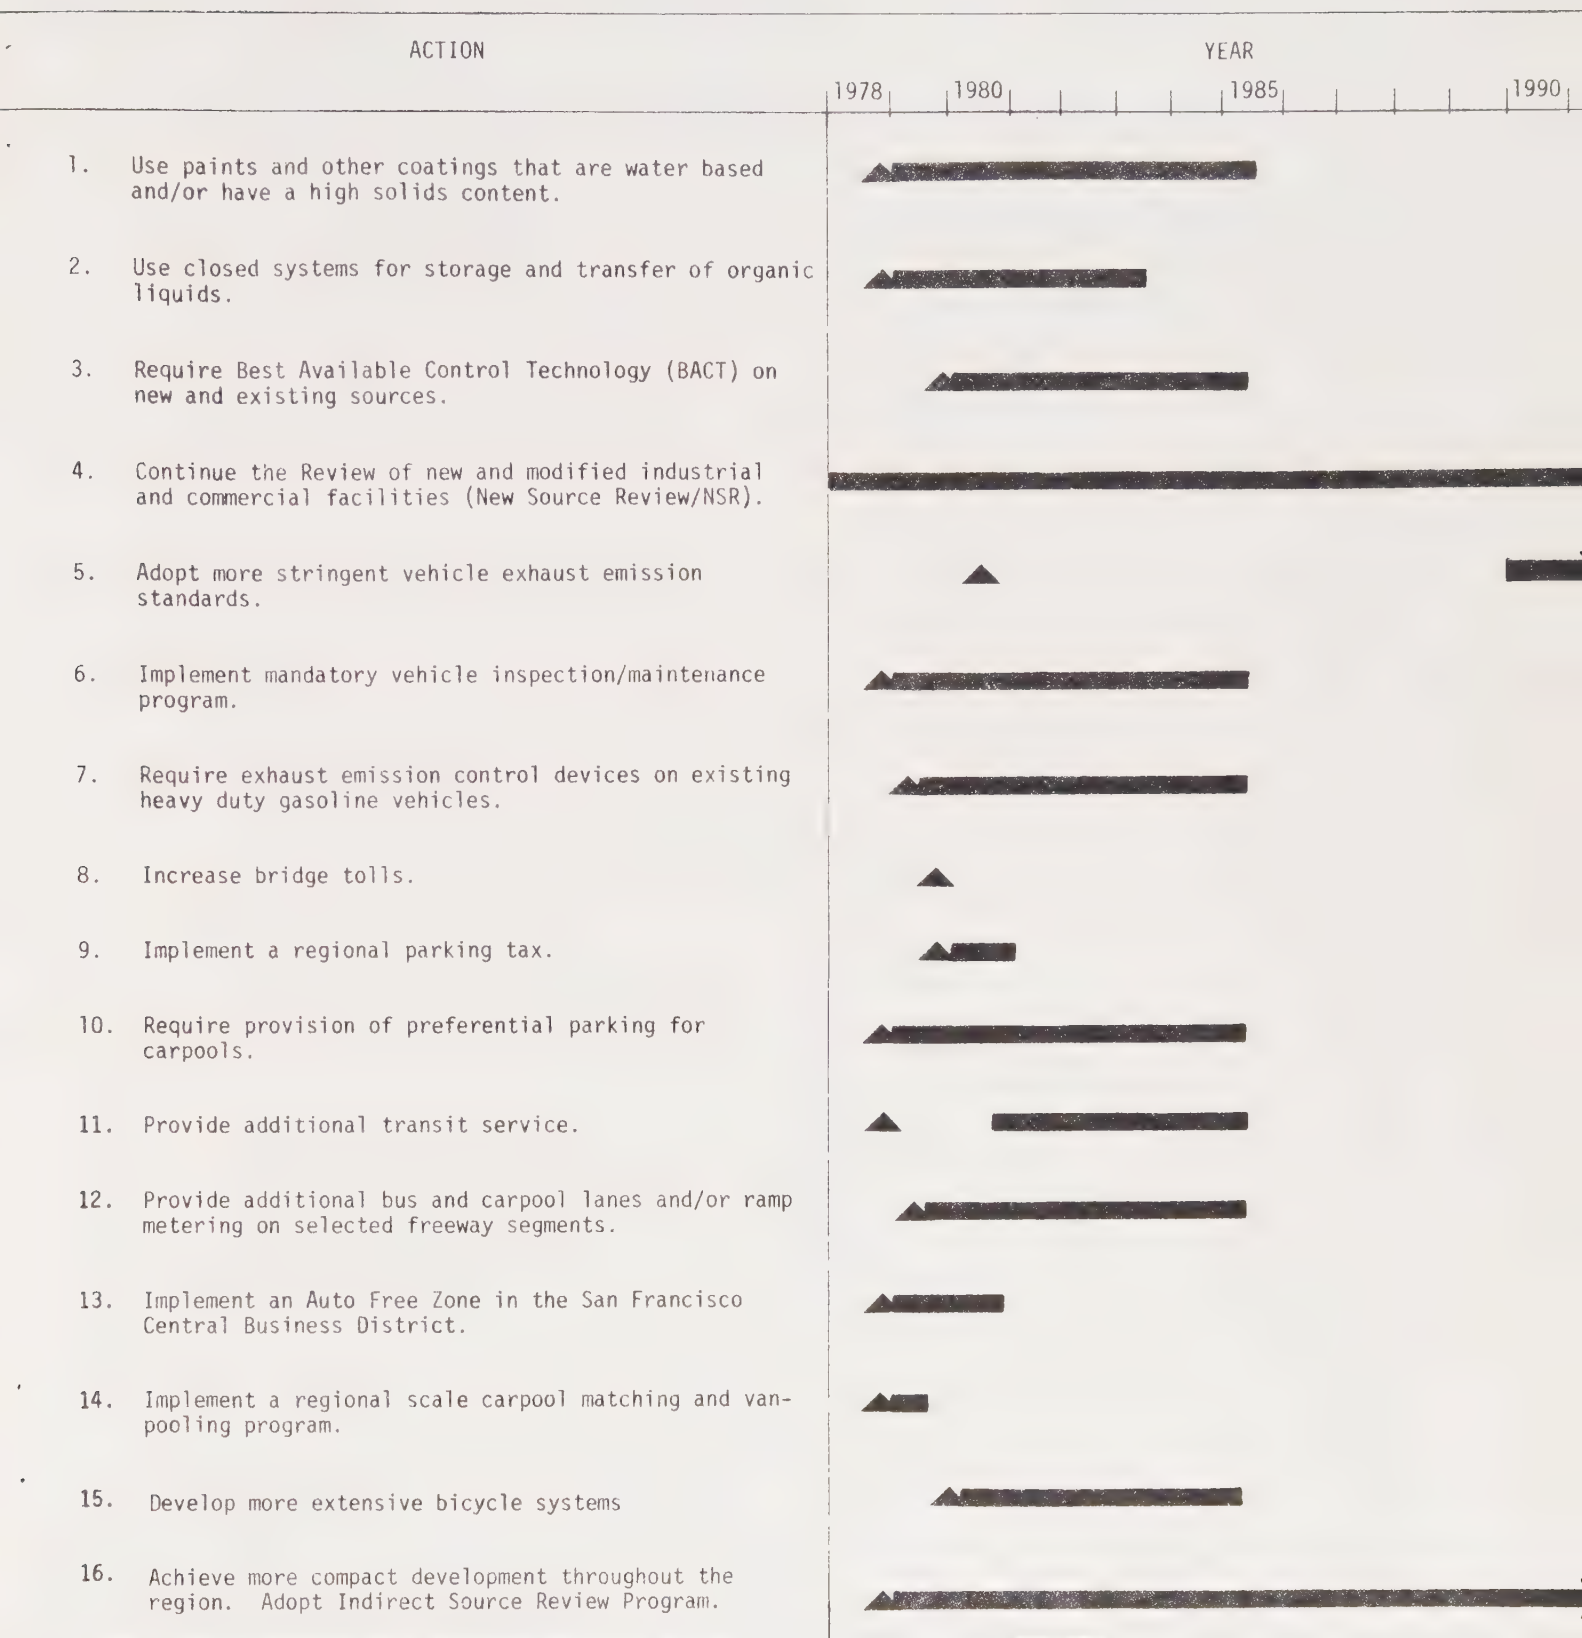 ACTION YEAR
1978 1980 1985 1990
1. Use paints and other coatings that are water based
and/or have a high solids content.
2. Use closed systems for storage and transfer of organic
liquids.
3. Require Best Available Control Technology (BACT) on
new and existing sources.
4. Continue the Review of new and modified industrial
and commercial facilities (New Source Review/NSR).
5. Adopt more stringent vehicle exhaust emission
standards.
6. Implement mandatory vehicle inspection/maintenance
program.
7. Require exhaust emission control devices on existing
heavy duty gasoline vehicles.
8. Increase bridge tolls.
9. Implement a regional parking tax.
10. Require provision of preferential parking for
carpools.
11. Provide additional transit service.
12. Provide additional bus and carpool lanes and/or ramp
metering on selected freeway segments.
13. Implement an Auto Free Zone in the San Francisco
Central Business District.
14. Implement a regional scale carpool matching and van-
pooling program.
15. Develop more extensive bicycle systems
16. Achieve more compact development throughout the
region. Adopt Indirect Source Review Program.